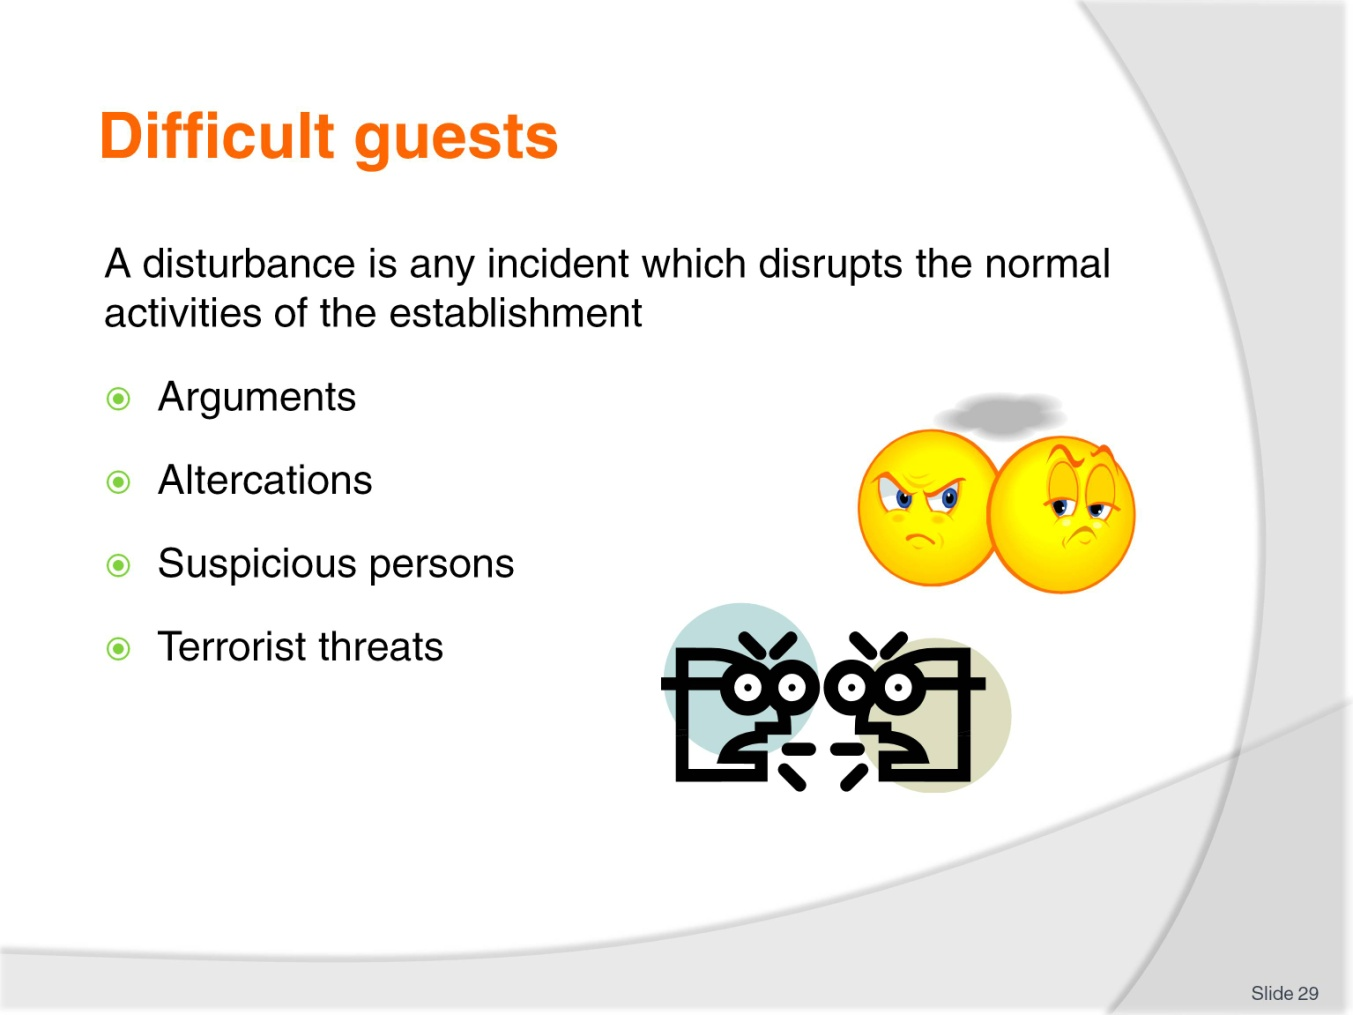 Difficult guests
A disturbance is any incident which disrupts the normal
activities of the establishment
Arguments
Altercations
Suspicious persons
Terrorist threats
Slide 29